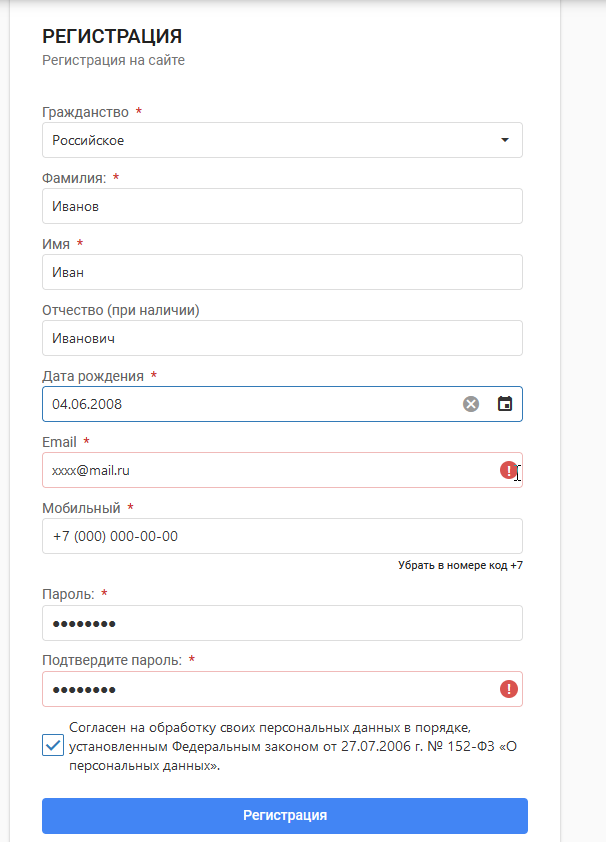 РЕГИСТРАЦИЯ
Регистрация на сайте
Гражданство *
Российское
Фамилия: *
Иванов
Имя *
Иван
Отчество (при наличии)
Иванович
Дата рождения *
04.06.2008
Email *
xxxx@mail.ru
Мобильный *
+7 (000) 000-00-00
Убрать в номере код +7
Пароль: *
●●●●●●●●
Подтвердите пароль: *
●●●●●●●●
Согласен на обработку своих персональных данных в порядке,
установленным Федеральным законом от 27.07.2006 г. № 152-ФЗ «О
персональных данных».
Регистрация